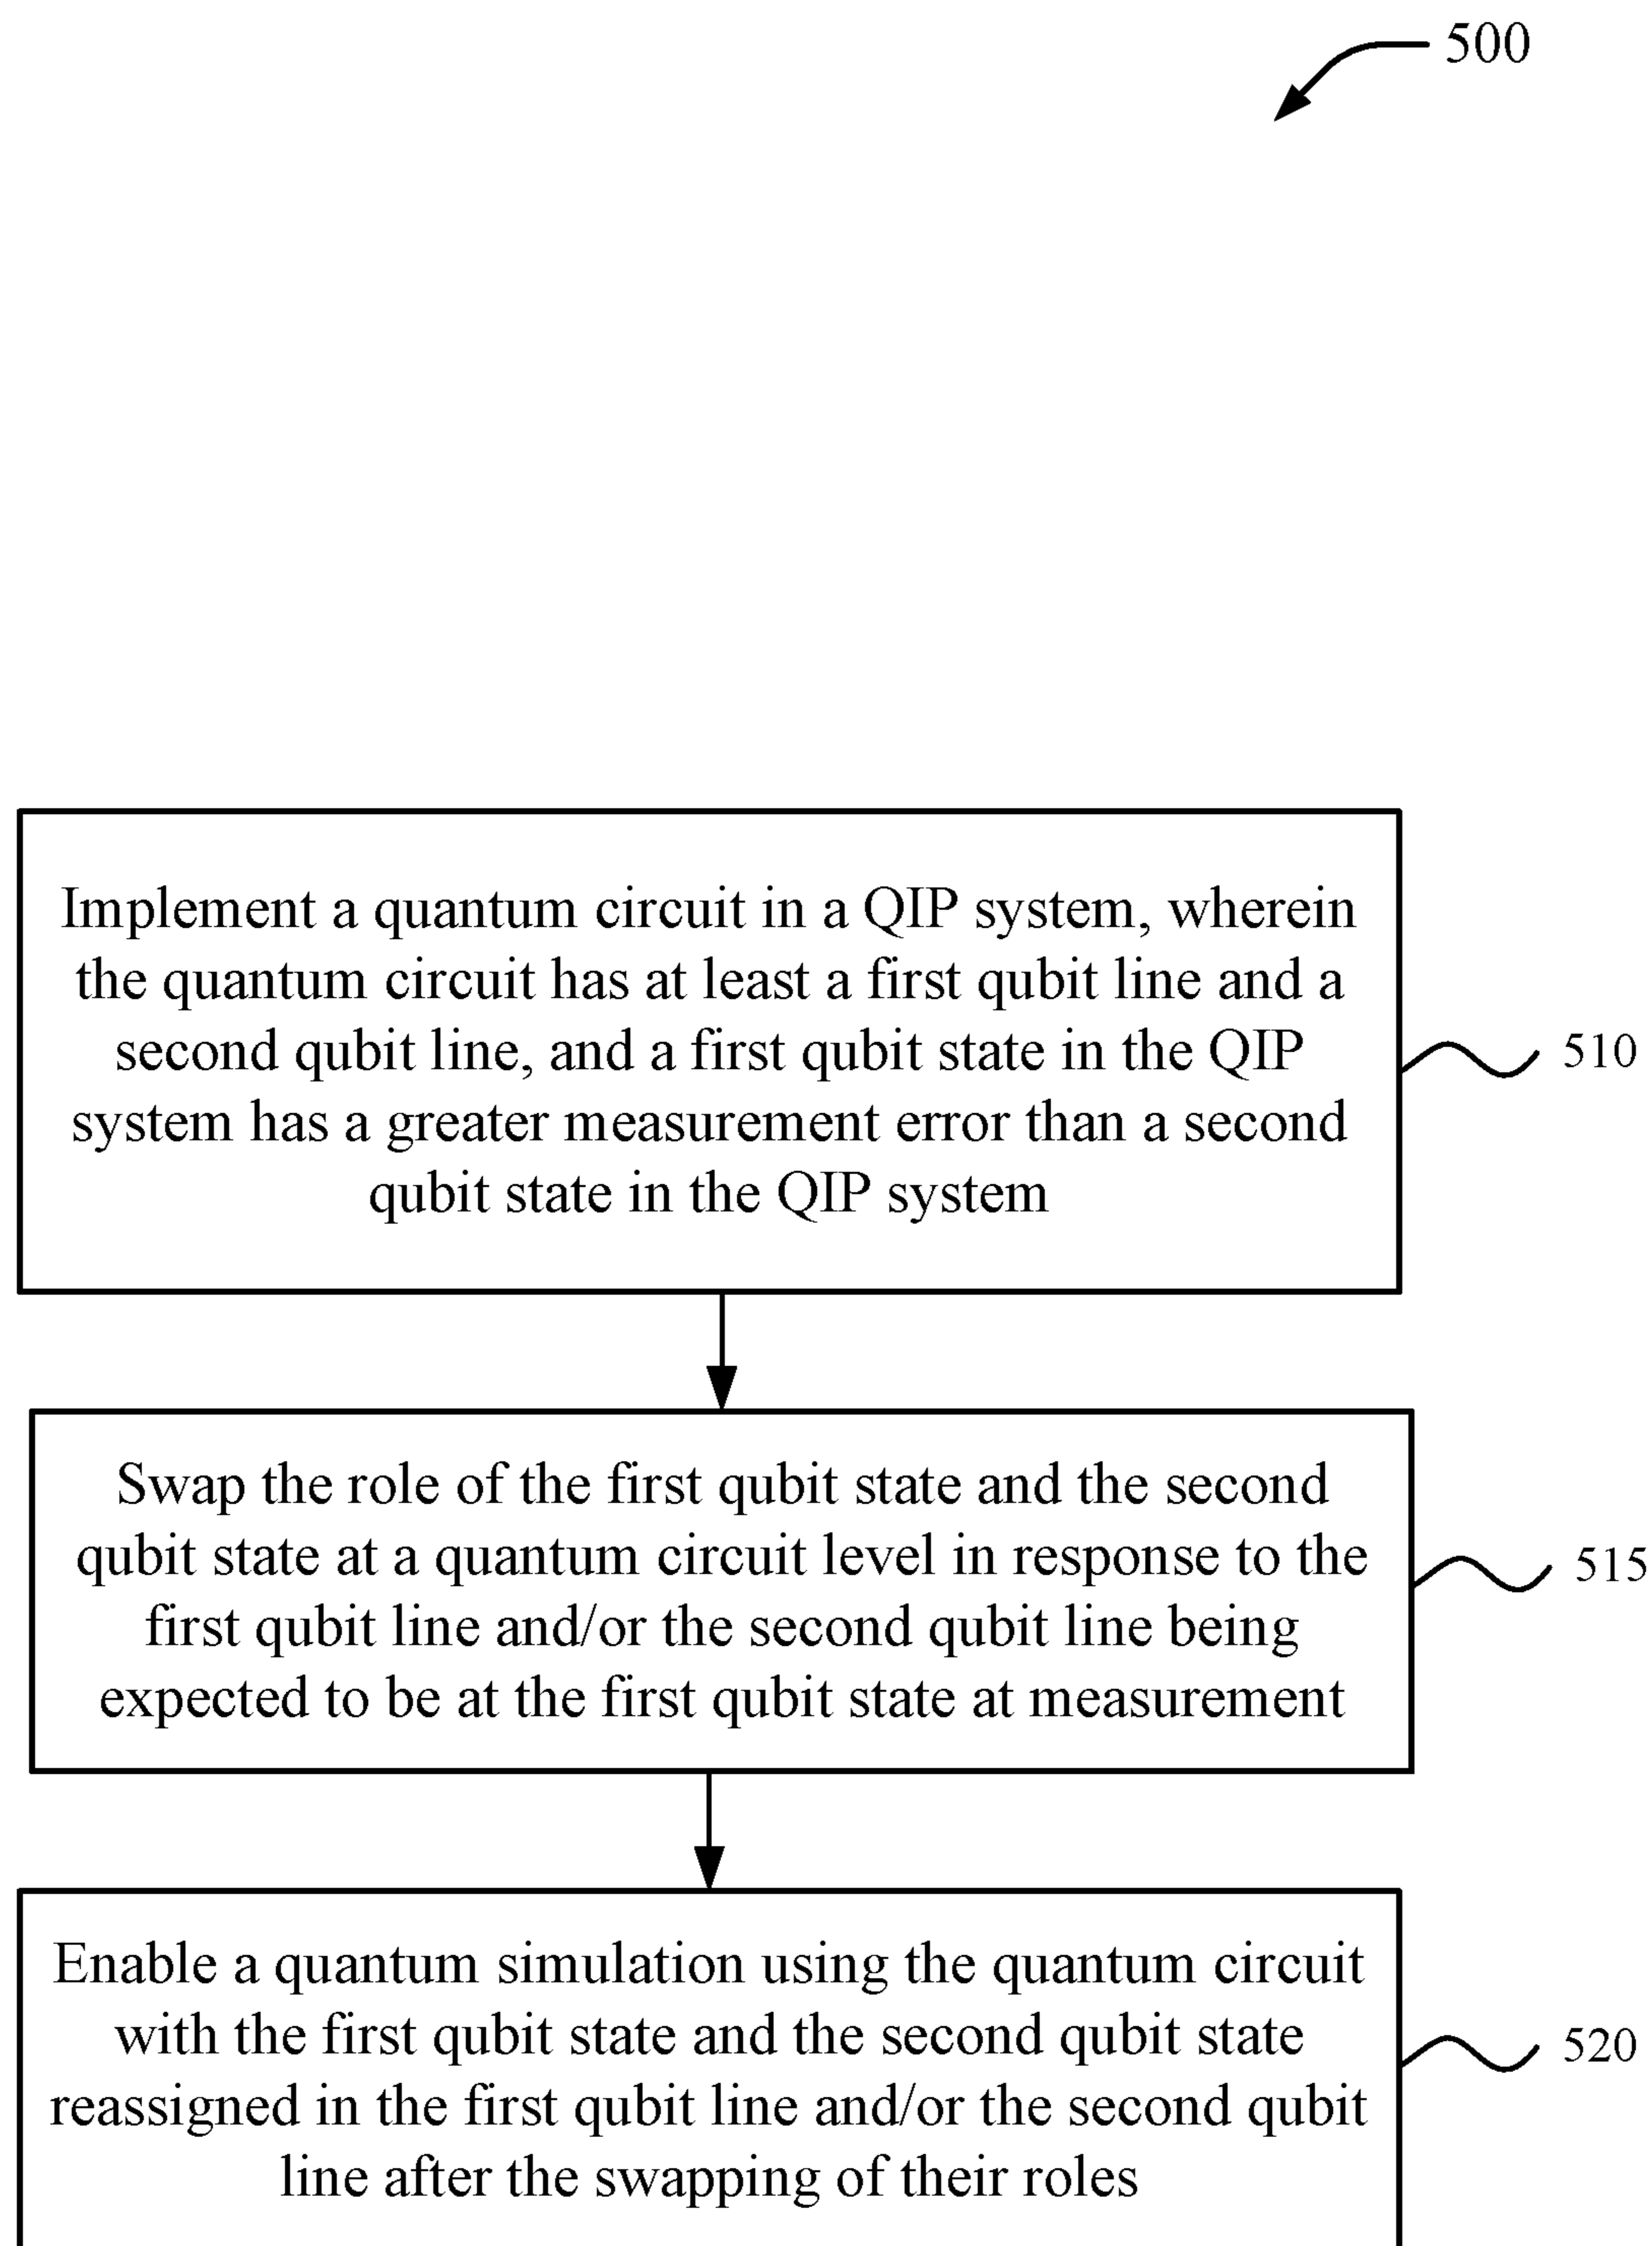 500
Implement a quantum circuit in a QIP system, wherein
the quantum circuit has at least a first qubit line and a
second qubit line, and a first qubit state in the QIP
system has a greater measurement error than a second
qubit state in the QIP system
510
Swap the role of the first qubit state and the second
qubit state at a quantum circuit level in response to the
first qubit line and/or the second qubit line being
expected to be at the first qubit state at measurement
515
Enable a quantum simulation using the quantum circuit
with the first qubit state and the second qubit state
reassigned in the first qubit line and/or the second qubit
line after the swapping of their roles
520